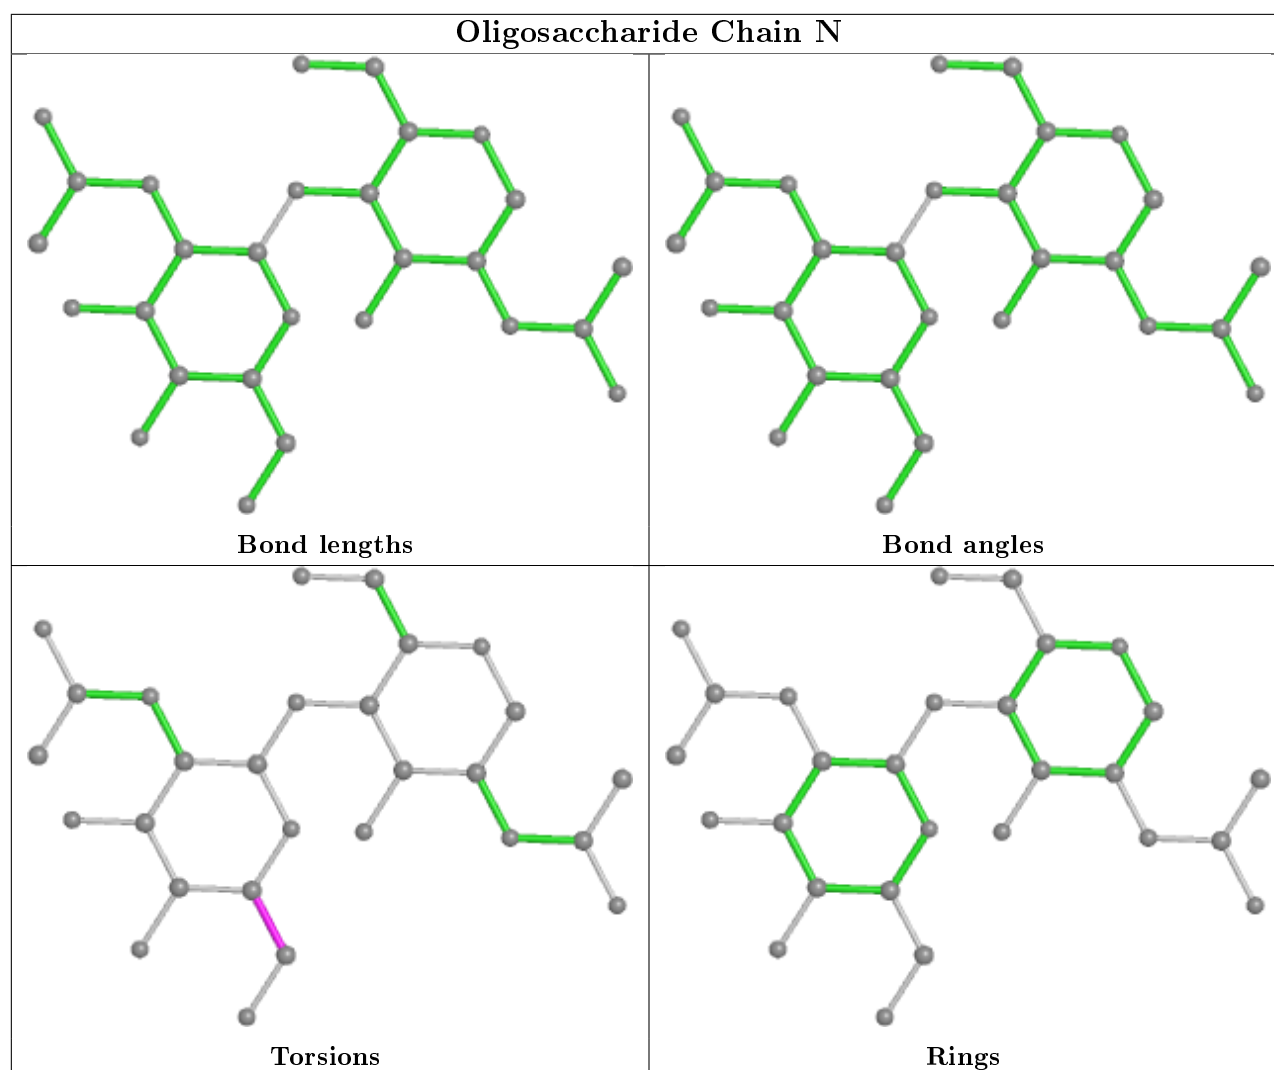 Oligosaccharide Chain N
Bond lengths
Bond angles
Torsions
Rings